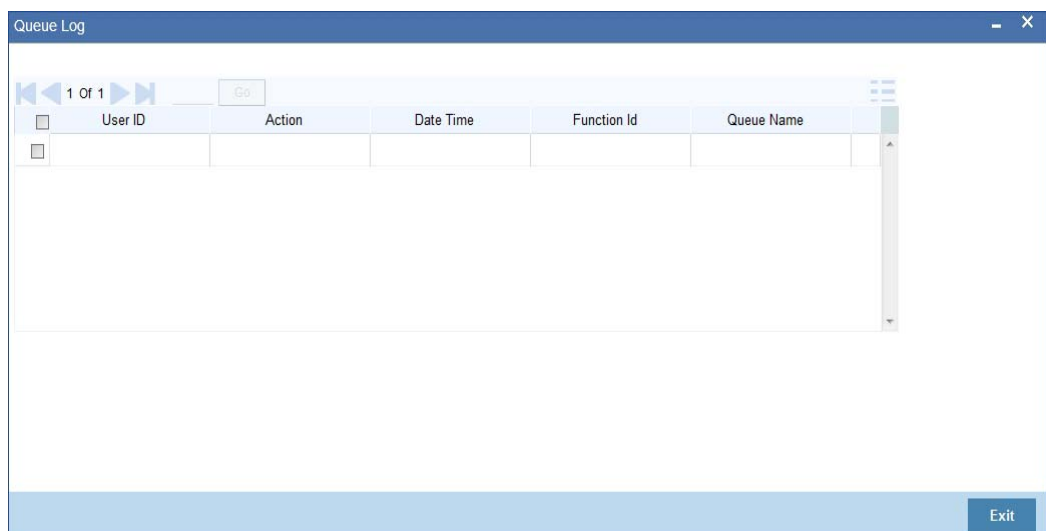 Queue Log
1 Of 1 Go
User ID Action Date Time Function Id Queue Name
Exit